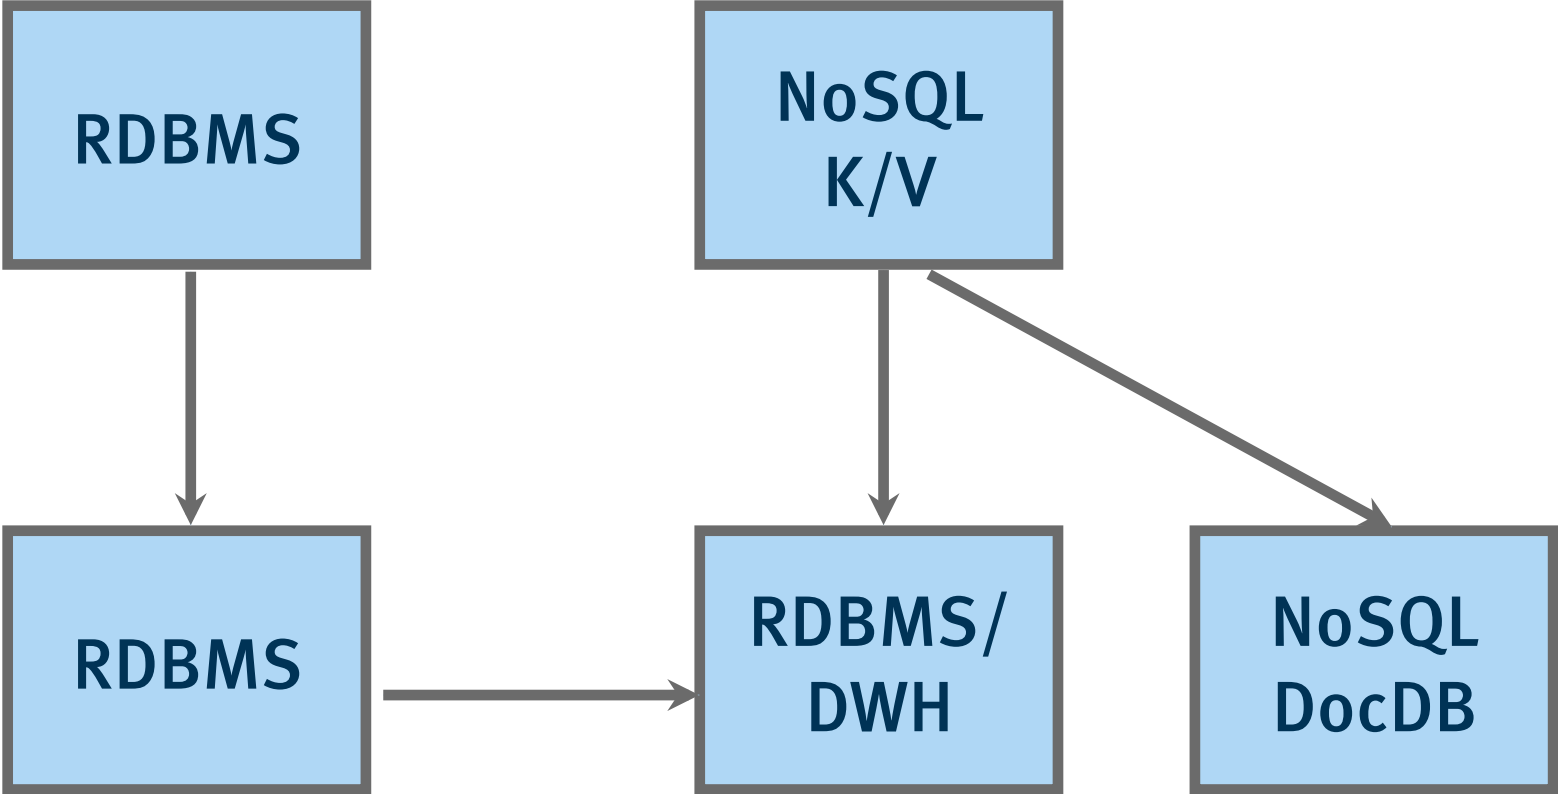 RDBMS
NoSQL
K/V
RDBMS
RDBMS/
DWH
NoSQL
DocDB